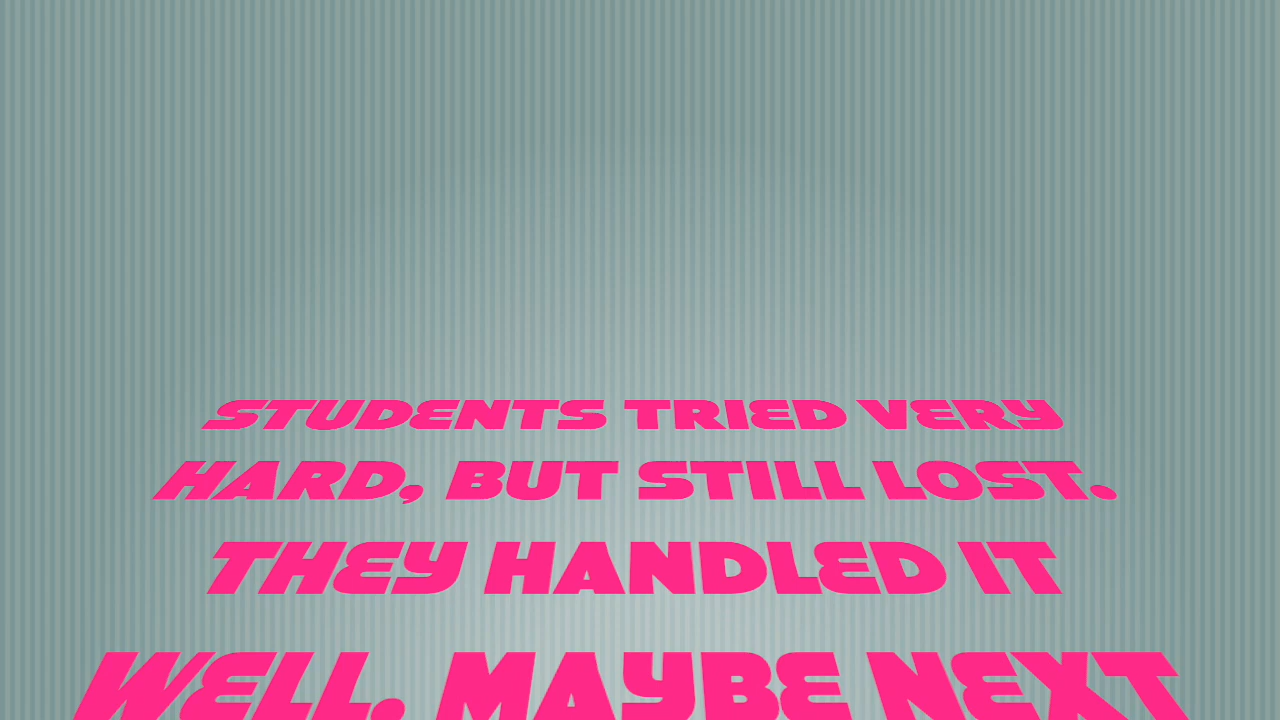 STUDENTS TRIED VERY
HARD, BUT STILL LOST.
THEY HANDLED IT
WELL. MAYBE NEXT